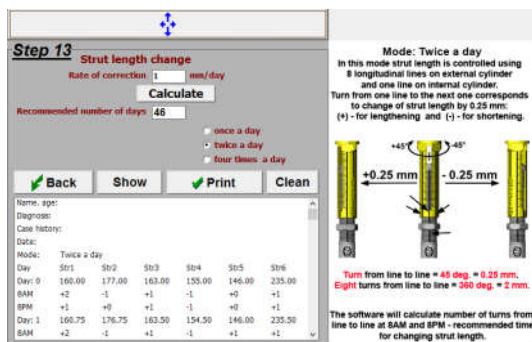 Step 13
Strut length change
Rate of correction 1 mm/day
Calculate
Recommended number of days 46
once a day
twice a day
four times a day
Back Show Print Clean
Name, age:
Diagnosis:
Case history:
Date:
Mode: Twice a day
Day Str1 Str2 Str3 Str4 Str5 Str6
Day: 0 160.00 177.00 163.00 155.00 146.00 235.00
8AM +2 -1 +1 -1 +0 +1
8PM +1 +0 +1 -1 +0 +1
Day: 1 160.75 176.75 163.50 154.50 146.00 235.50
8AM +2 -1 +1 -1 +1 +1
Mode: Twice a day
In this mode strut length is controlled using
8 longitudinal lines on external cylinder
and one line on internal cylinder.
Turn from one line to the next one corresponds
to change of strut length by 0.25 mm:
(+) - for lengthening and (-) - for shortening.
+45° -45°
+0.25 mm - 0.25 mm
Turn from line to line = 45 deg. = 0.25 mm.
Eight turns from line to line = 360 deg. = 2 mm.
The software will calculate number of turns from
line to line at 8AM and 8PM - recommended time
for changing strut length.